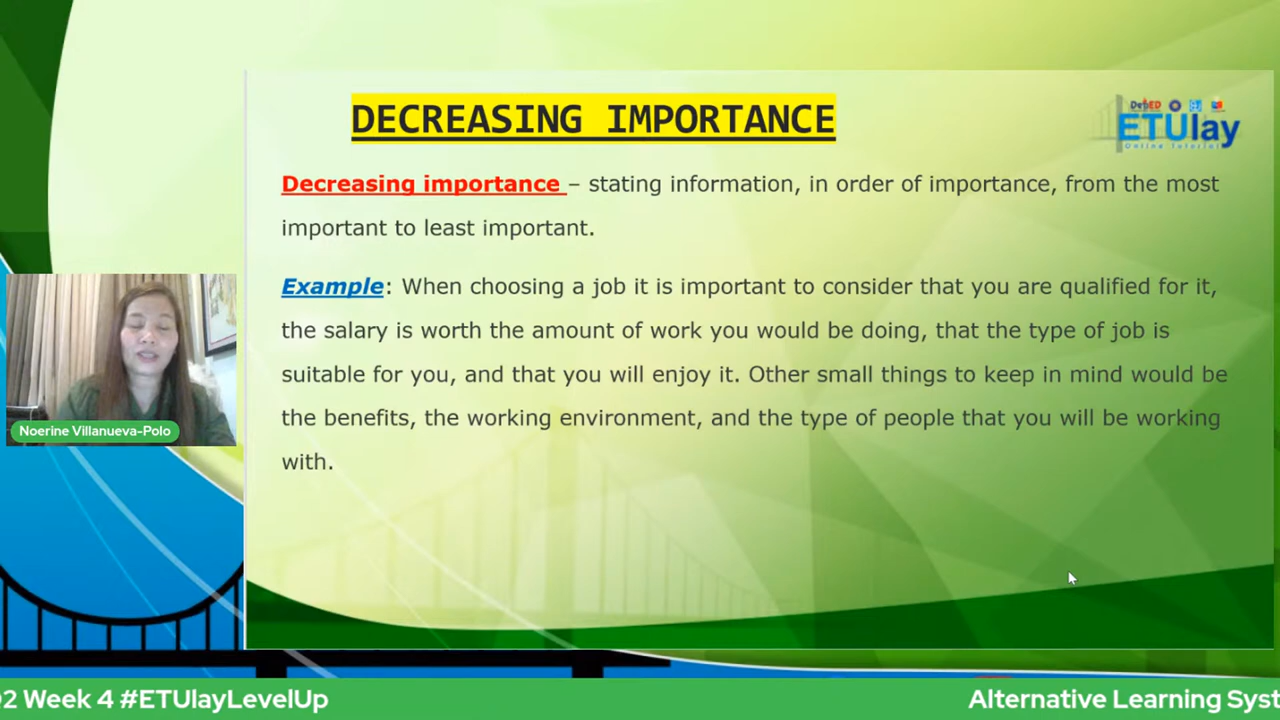 DECREASING IMPORTANCE
DepED
ETUlay
Online Tutorial
Decreasing importance – stating information, in order of importance, from the most
important to least important.
Example: When choosing a job it is important to consider that you are qualified for it,
the salary is worth the amount of work you would be doing, that the type of job is
suitable for you, and that you will enjoy it. Other small things to keep in mind would be
the benefits, the working environment, and the type of people that you will be working
with.
Noerine Villanueva-Polo
2 Week 4 #ETUlayLevelUp
Alternative Learning Syst